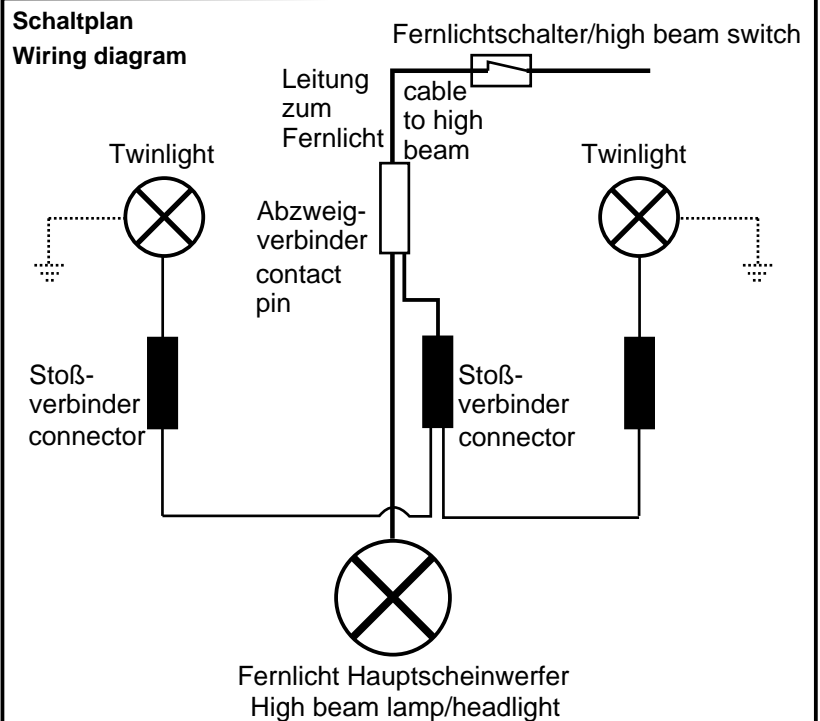 Schaltplan
Wiring diagram
Fernlichtschalter/high beam switch
Leitung
zum
Fernlicht
cable
to high
beam
Twinlight
Twinlight
Abzweig-
verbinder
contact
pin
Stoß-
verbinder
connector
Stoß-
verbinder
connector
Fernlicht Hauptscheinwerfer
High beam lamp/headlight